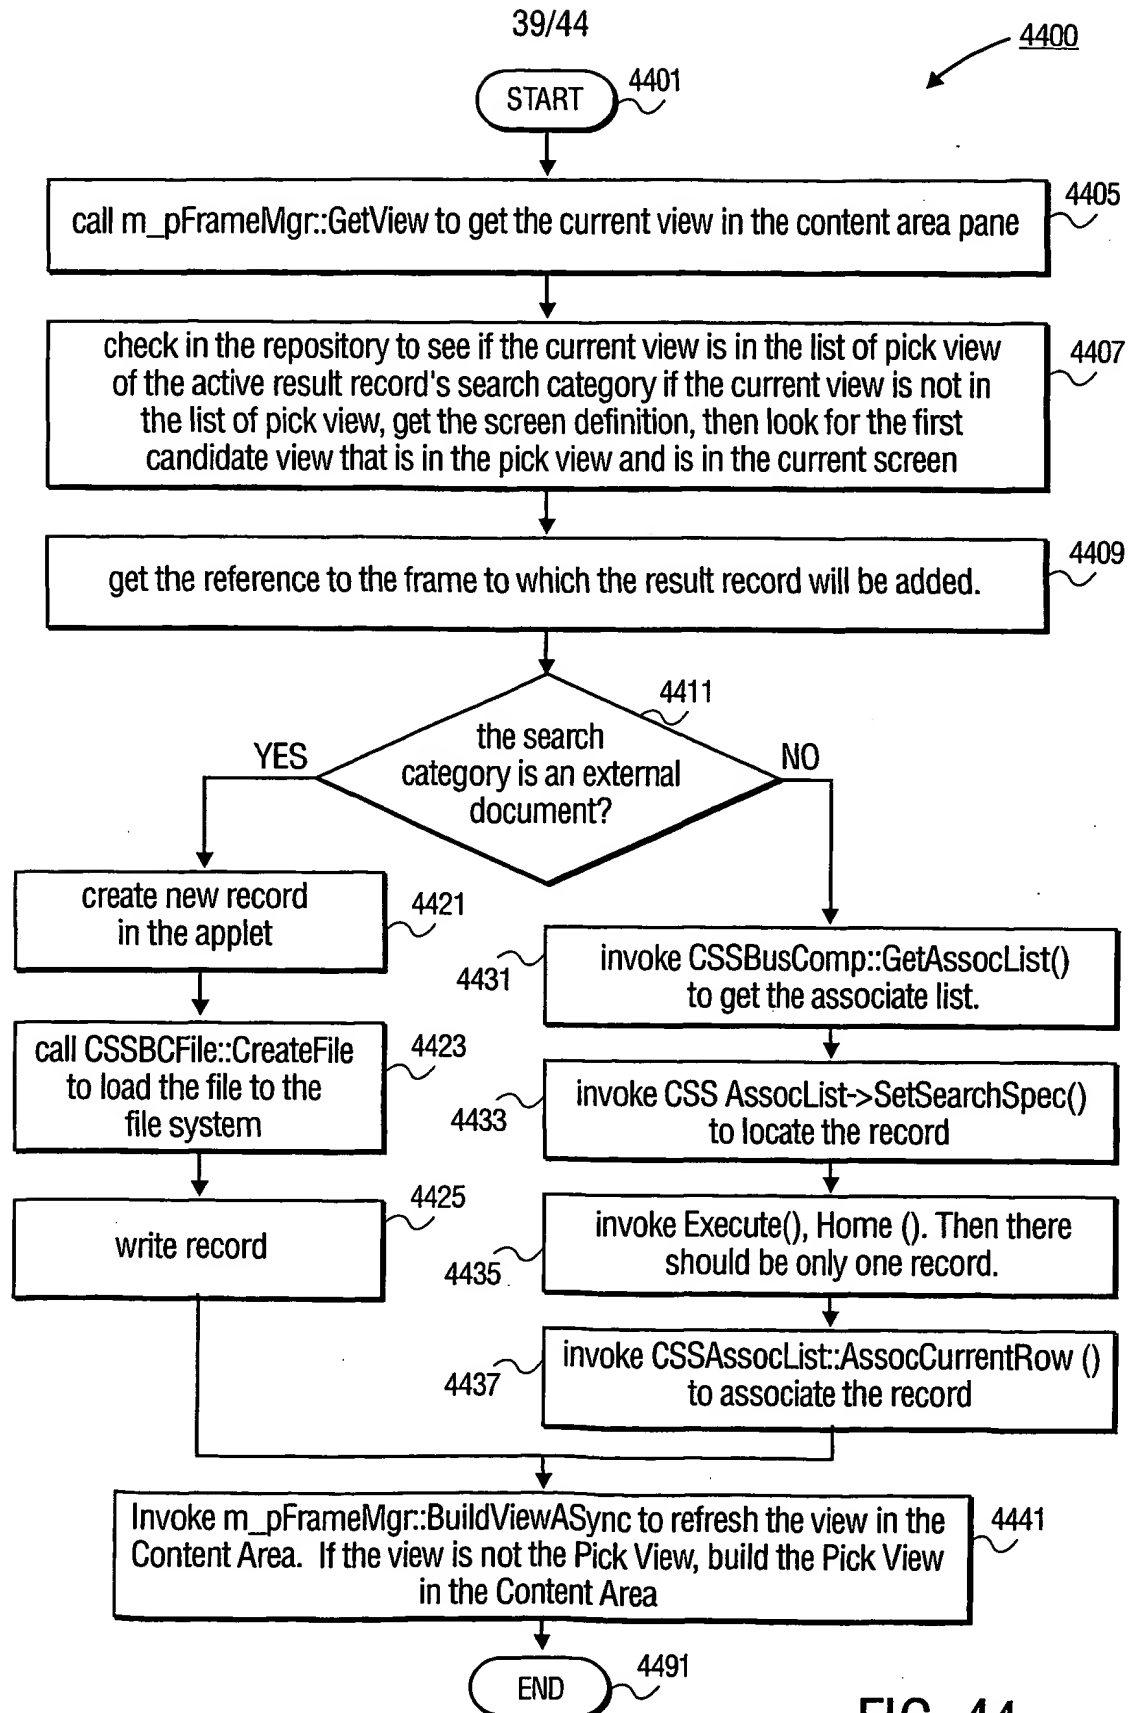 39/44
4400
START
4401
call m_pFrameMgr::GetView to get the current view in the content area pane
4405
check in the repository to see if the current view is in the list of pick view
of the active result record's search category if the current view is not in
the list of pick view, get the screen definition, then look for the first
candidate view that is in the pick view and is in the current screen
4407
get the reference to the frame to which the result record will be added.
4409
4411
the search
category is an external
document?
YES
NO
create new record
in the applet
4421
call CSSBCFile::CreateFile
to load the file to the
file system
4423
write record
4425
invoke CSSBusComp::GetAssocList()
to get the associate list.
4431
invoke CSS AssocList->SetSearchSpec()
to locate the record
4433
invoke Execute(), Home (). Then there
should be only one record.
4435
invoke CSSAssocList::AssocCurrentRow ()
to associate the record
4437
Invoke m_pFrameMgr::BuildViewASync to refresh the view in the
Content Area. If the view is not the Pick View, build the Pick View
in the Content Area
4441
END
4491
FIG. 44